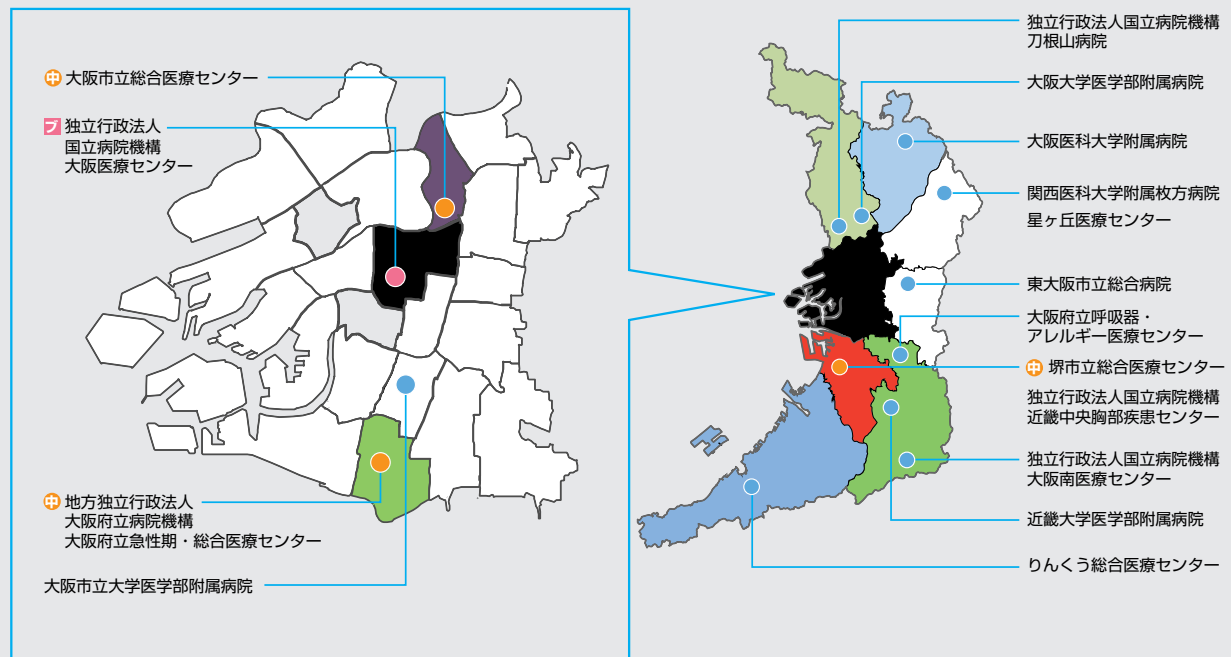 中 大阪市立総合医療センター
ブ 独立行政法人
国立病院機構
大阪医療センター
中 地方独立行政法人
大阪府立病院機構
大阪府立急性期・総合医療センター
大阪市立大学医学部附属病院
独立行政法人国立病院機構
刀根山病院
大阪大学医学部附属病院
大阪医科大学附属病院
関西医科大学附属枚方病院
星ヶ丘医療センター
東大阪市立総合病院
大阪府立呼吸器・
アレルギー医療センター
中 堺市立総合医療センター
独立行政法人国立病院機構
近畿中央胸部疾患センター
独立行政法人国立病院機構
大阪南医療センター
近畿大学医学部附属病院
りんくう総合医療センター